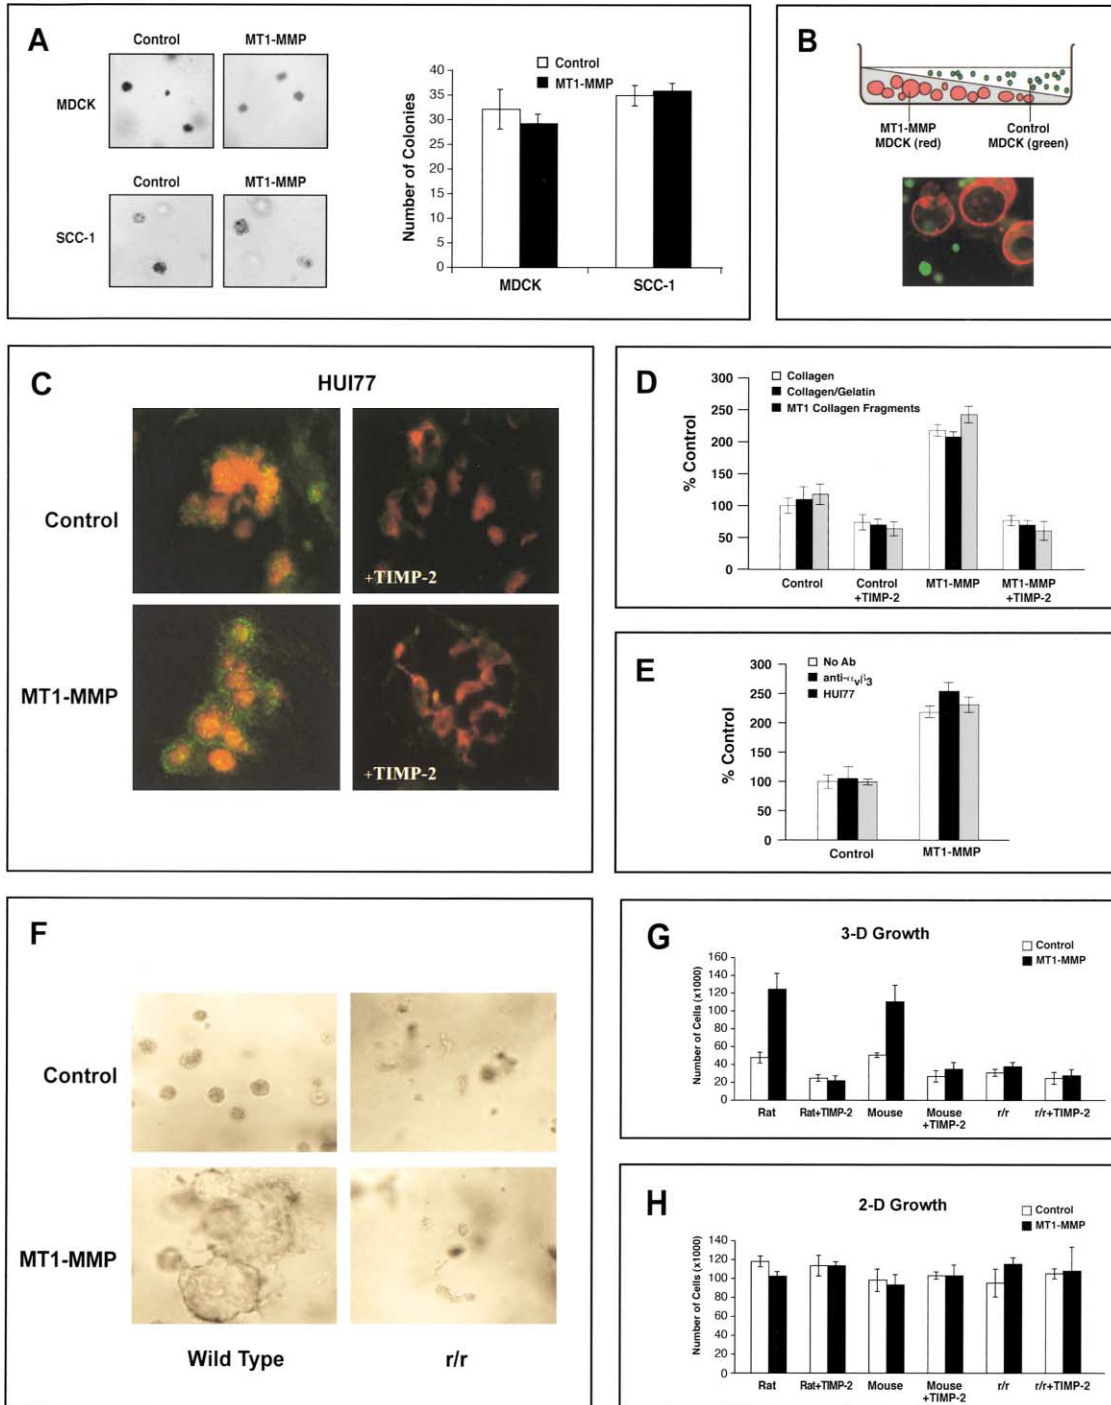 A
Control MT1-MMP
MDCK
Control MT1-MMP
SCC-1
Control
MT1-MMP
Number of Colonies
40
35
30
25
20
15
10
5
0
MDCK SCC-1
B
MT1-MMP Control
MDCK (red) MDCK (green)
C
HUI77
Control
+TIMP-2
MT1-MMP
+TIMP-2
D
Collagen
Collagen/Gelatin
MT1 Collagen Fragments
% Control
300
250
200
150
100
50
0
Control Control MT1-MMP MT1-MMP
+TIMP-2 +TIMP-2
E
No Ab
anti-αvβ3
HUI77
% Control
300
250
200
150
100
50
0
Control MT1-MMP
F
Control
MT1-MMP
Wild Type r/r
G
3-D Growth
Control
MT1-MMP
Number of Cells (x1000)
160
140
120
100
80
60
40
20
0
Rat Rat+TIMP-2 Mouse Mouse r/r r/r+TIMP-2
+TIMP-2
H
2-D Growth
Control
MT1-MMP
Number of Cells (x1000)
140
120
100
80
60
40
20
0
Rat Rat+TIMP-2 Mouse Mouse r/r r/r+TIMP-2
+TIMP-2